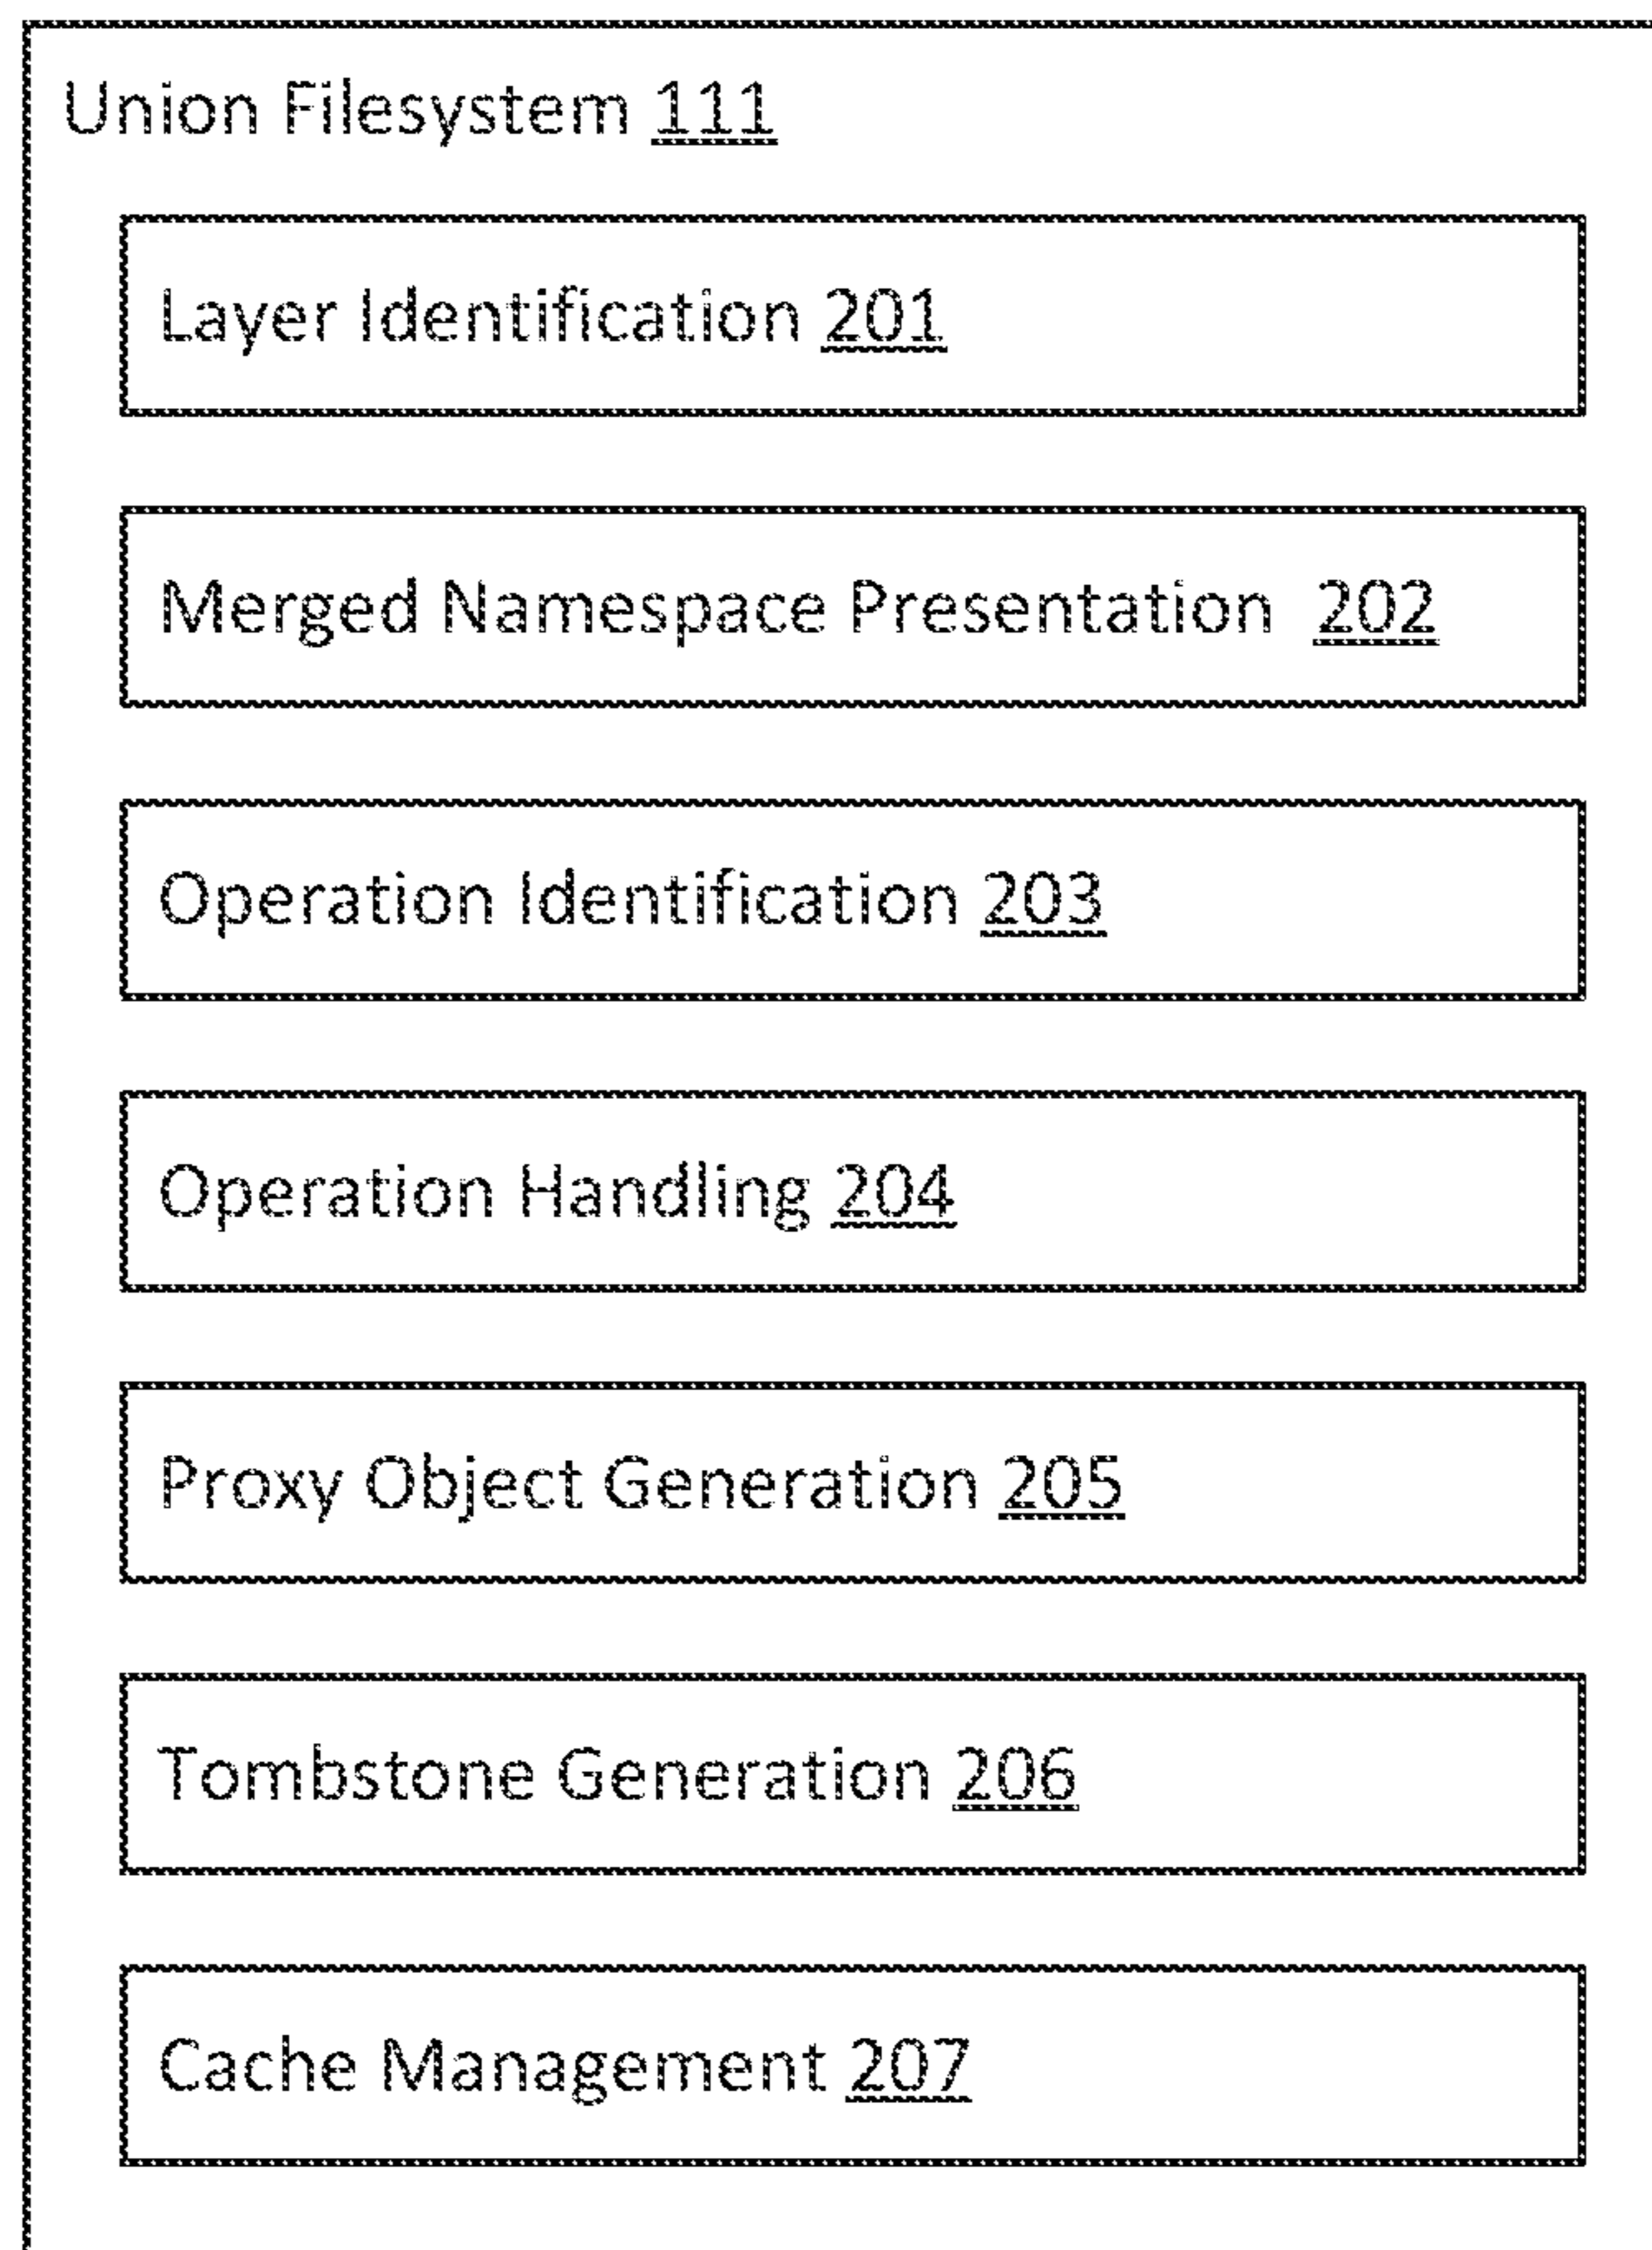 Union Filesystem 111
Layer Identification 201
Merged Namespace Presentation 202
Operation Identification 203
Operation Handling 204
Proxy Object Generation 205
Tombstone Generation 206
Cache Management 207